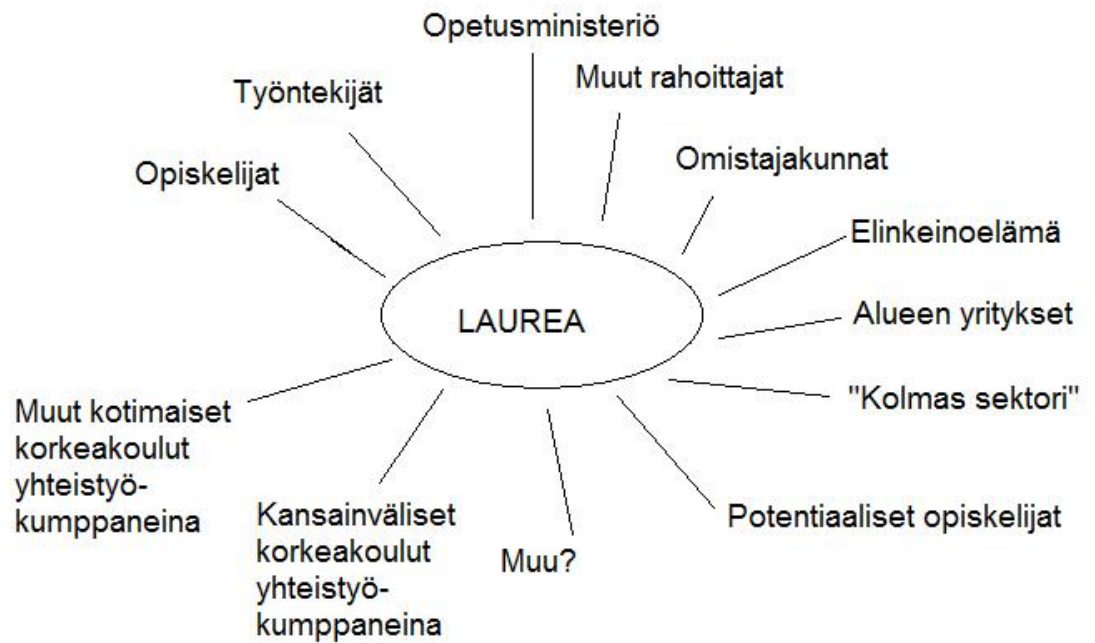 Opetusministeriö
Muut rahoittajat
Työntekijät
Omistajakunnat
Opiskelijat
Elinkeinoelämä
LAUREA
Alueen yritykset
"Kolmas sektori"
Muut kotimaiset
korkeakoulut
yhteistyö-
kumppaneina
Kansainväliset
korkeakoulut
yhteistyö-
kumppaneina
Muu?
Potentiaaliset opiskelijat